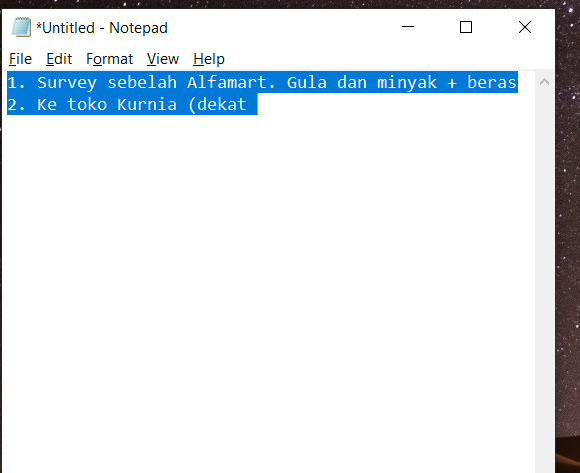 *Untitled - Notepad
File Edit Format View Help
1. Survey sebelah Alfamart. Gula dan minyak + beras
2. Ke toko Kurnia (dekat